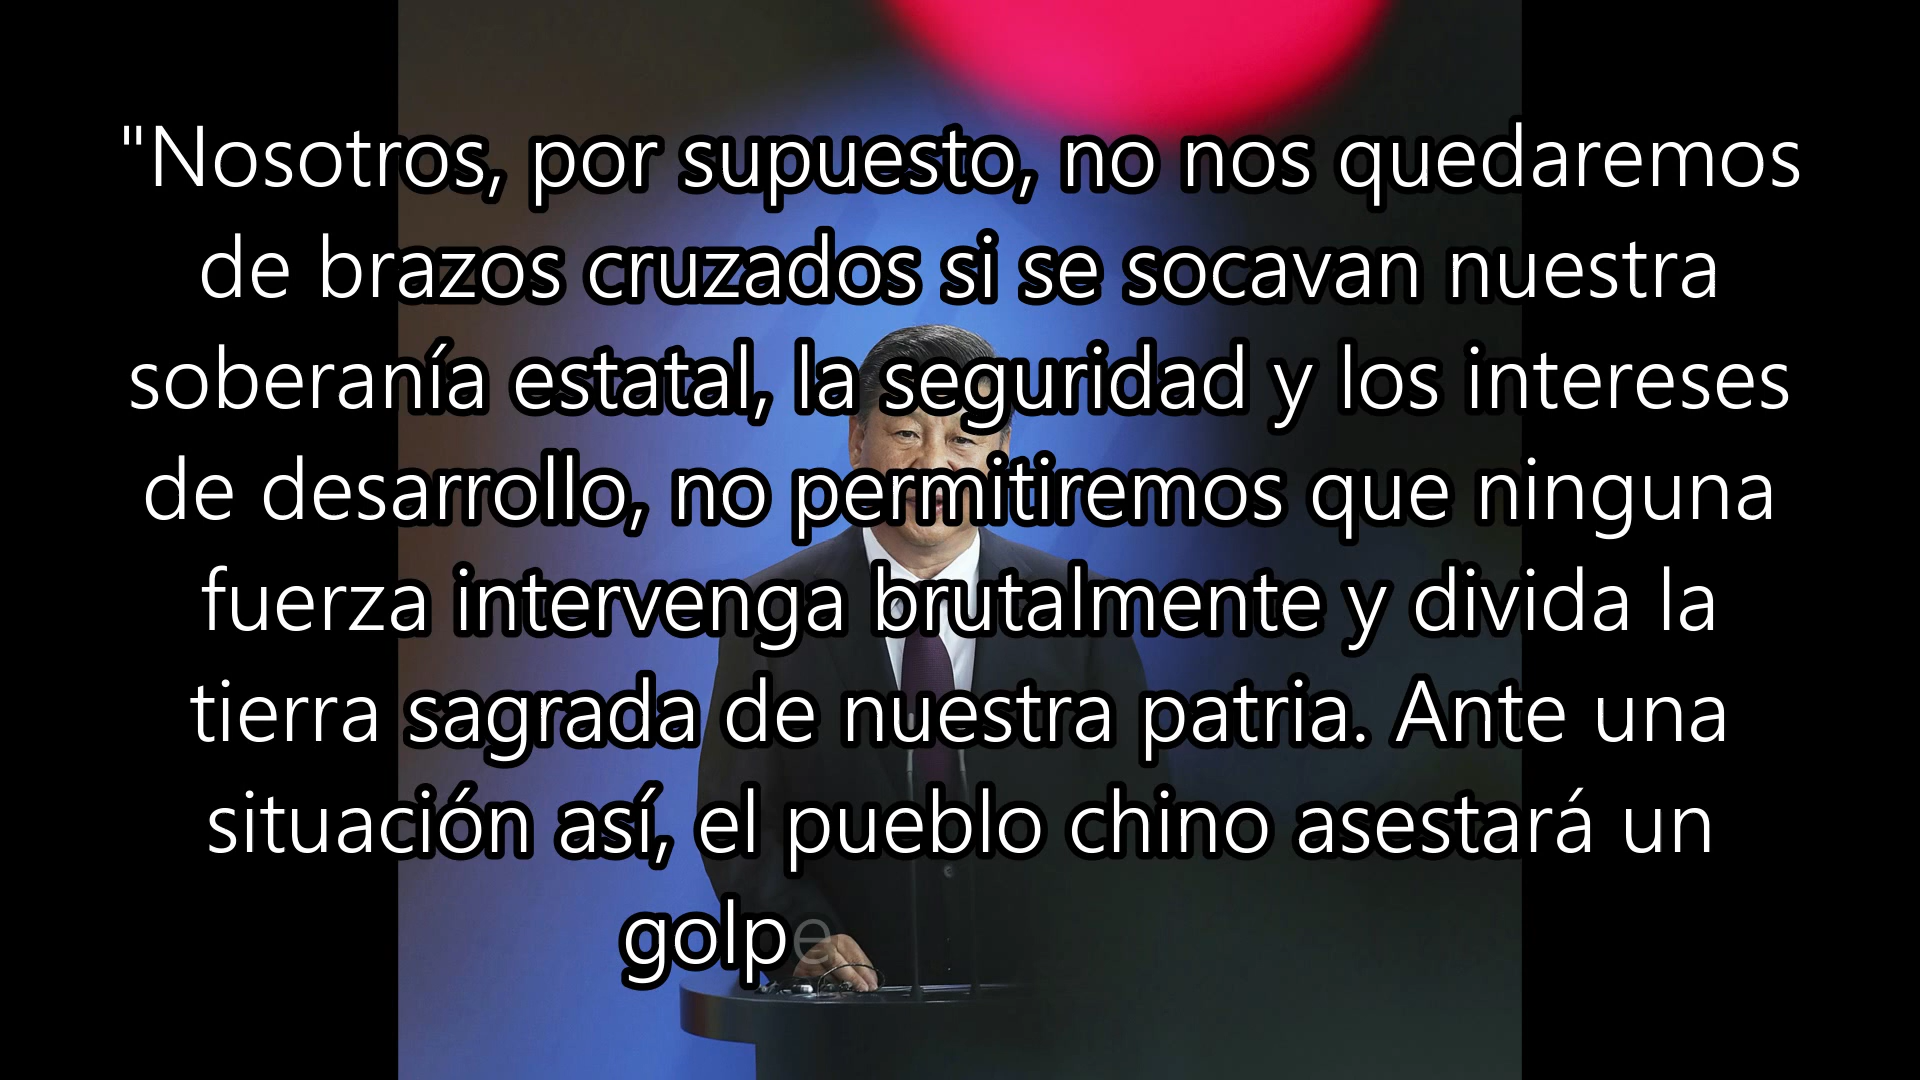 "Nosotros, por supuesto, no nos quedaremos
de brazos cruzados si se socavan nuestra
soberanía estatal, la seguridad y los intereses
de desarrollo, no permitiremos que ninguna
fuerza intervenga brutalmente y divida la
tierra sagrada de nuestra patria. Ante una
situación así, el pueblo chino asestará un
golpe